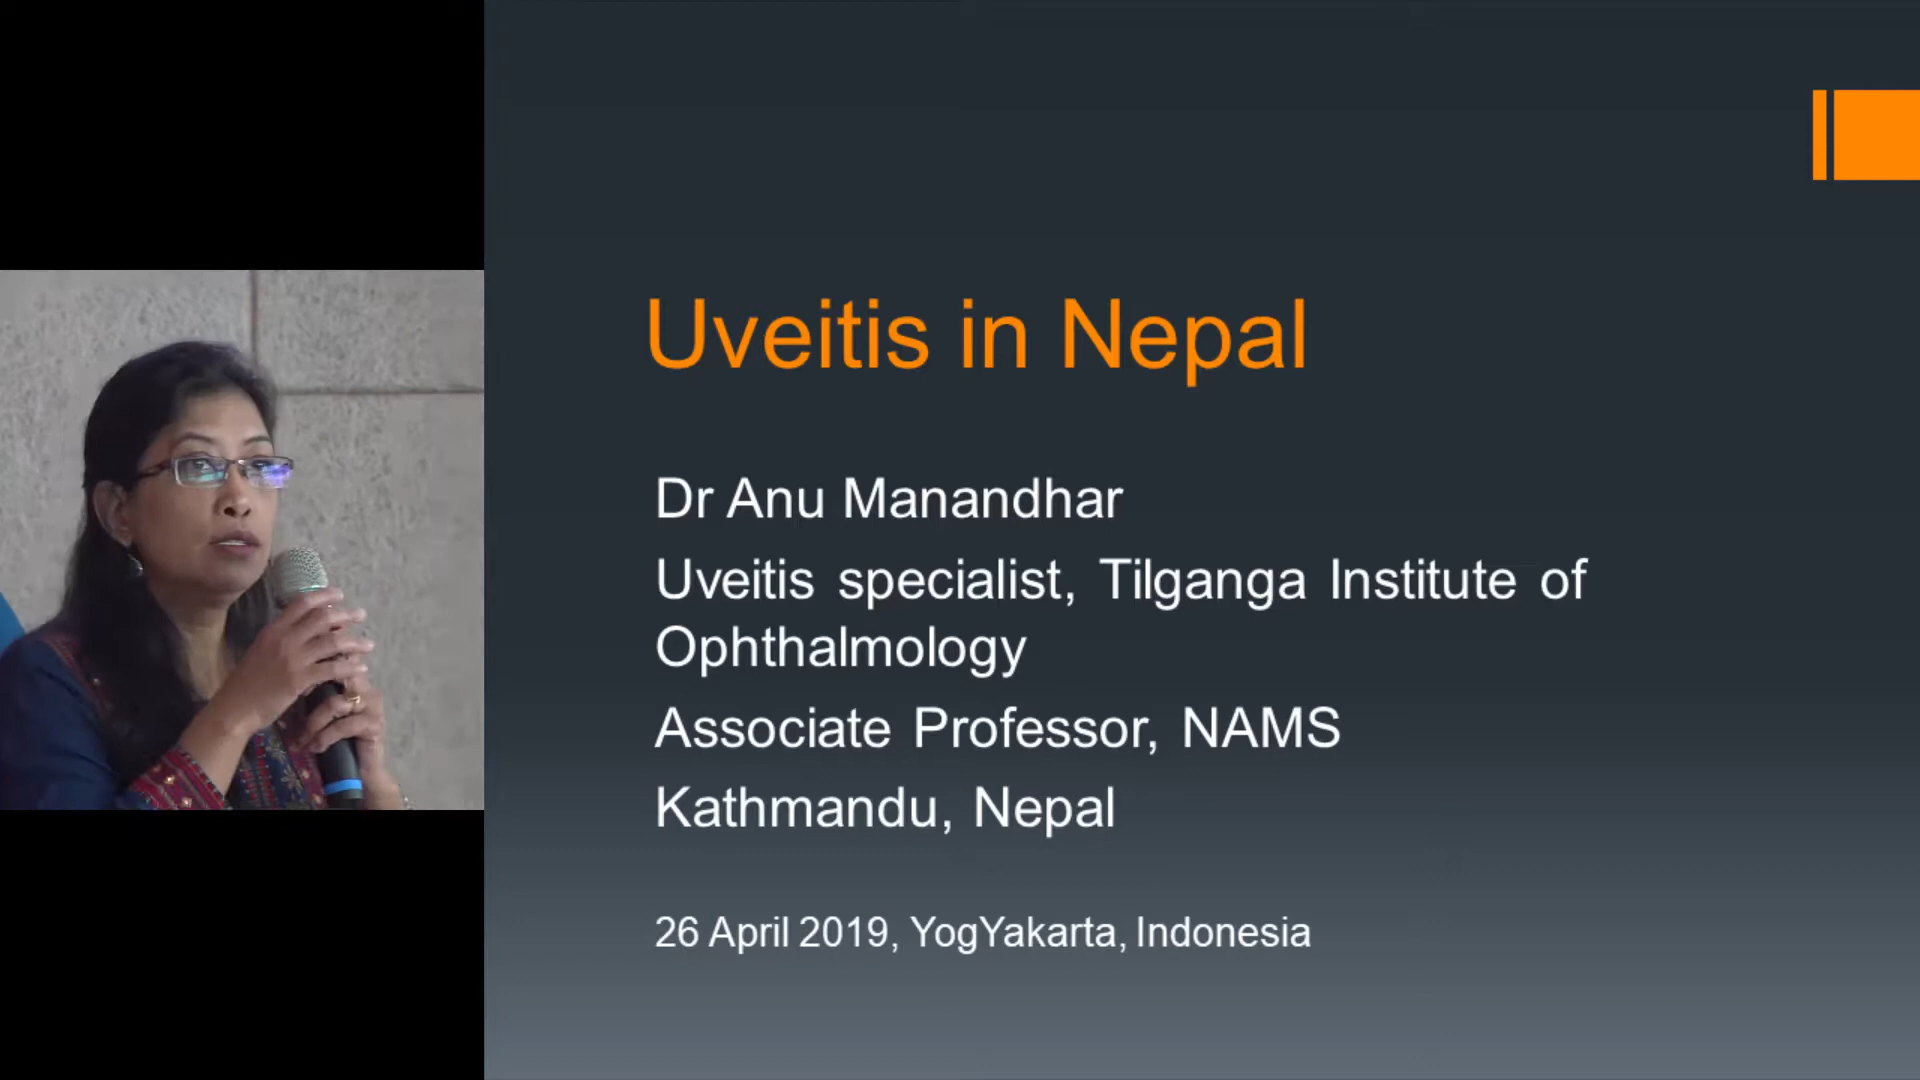 Uveitis in Nepal
Dr Anu Manandhar
Uveitis specialist, Tilganga Institute of
Ophthalmology
Associate Professor, NAMS
Kathmandu, Nepal
26 April 2019, YogYakarta, Indonesia